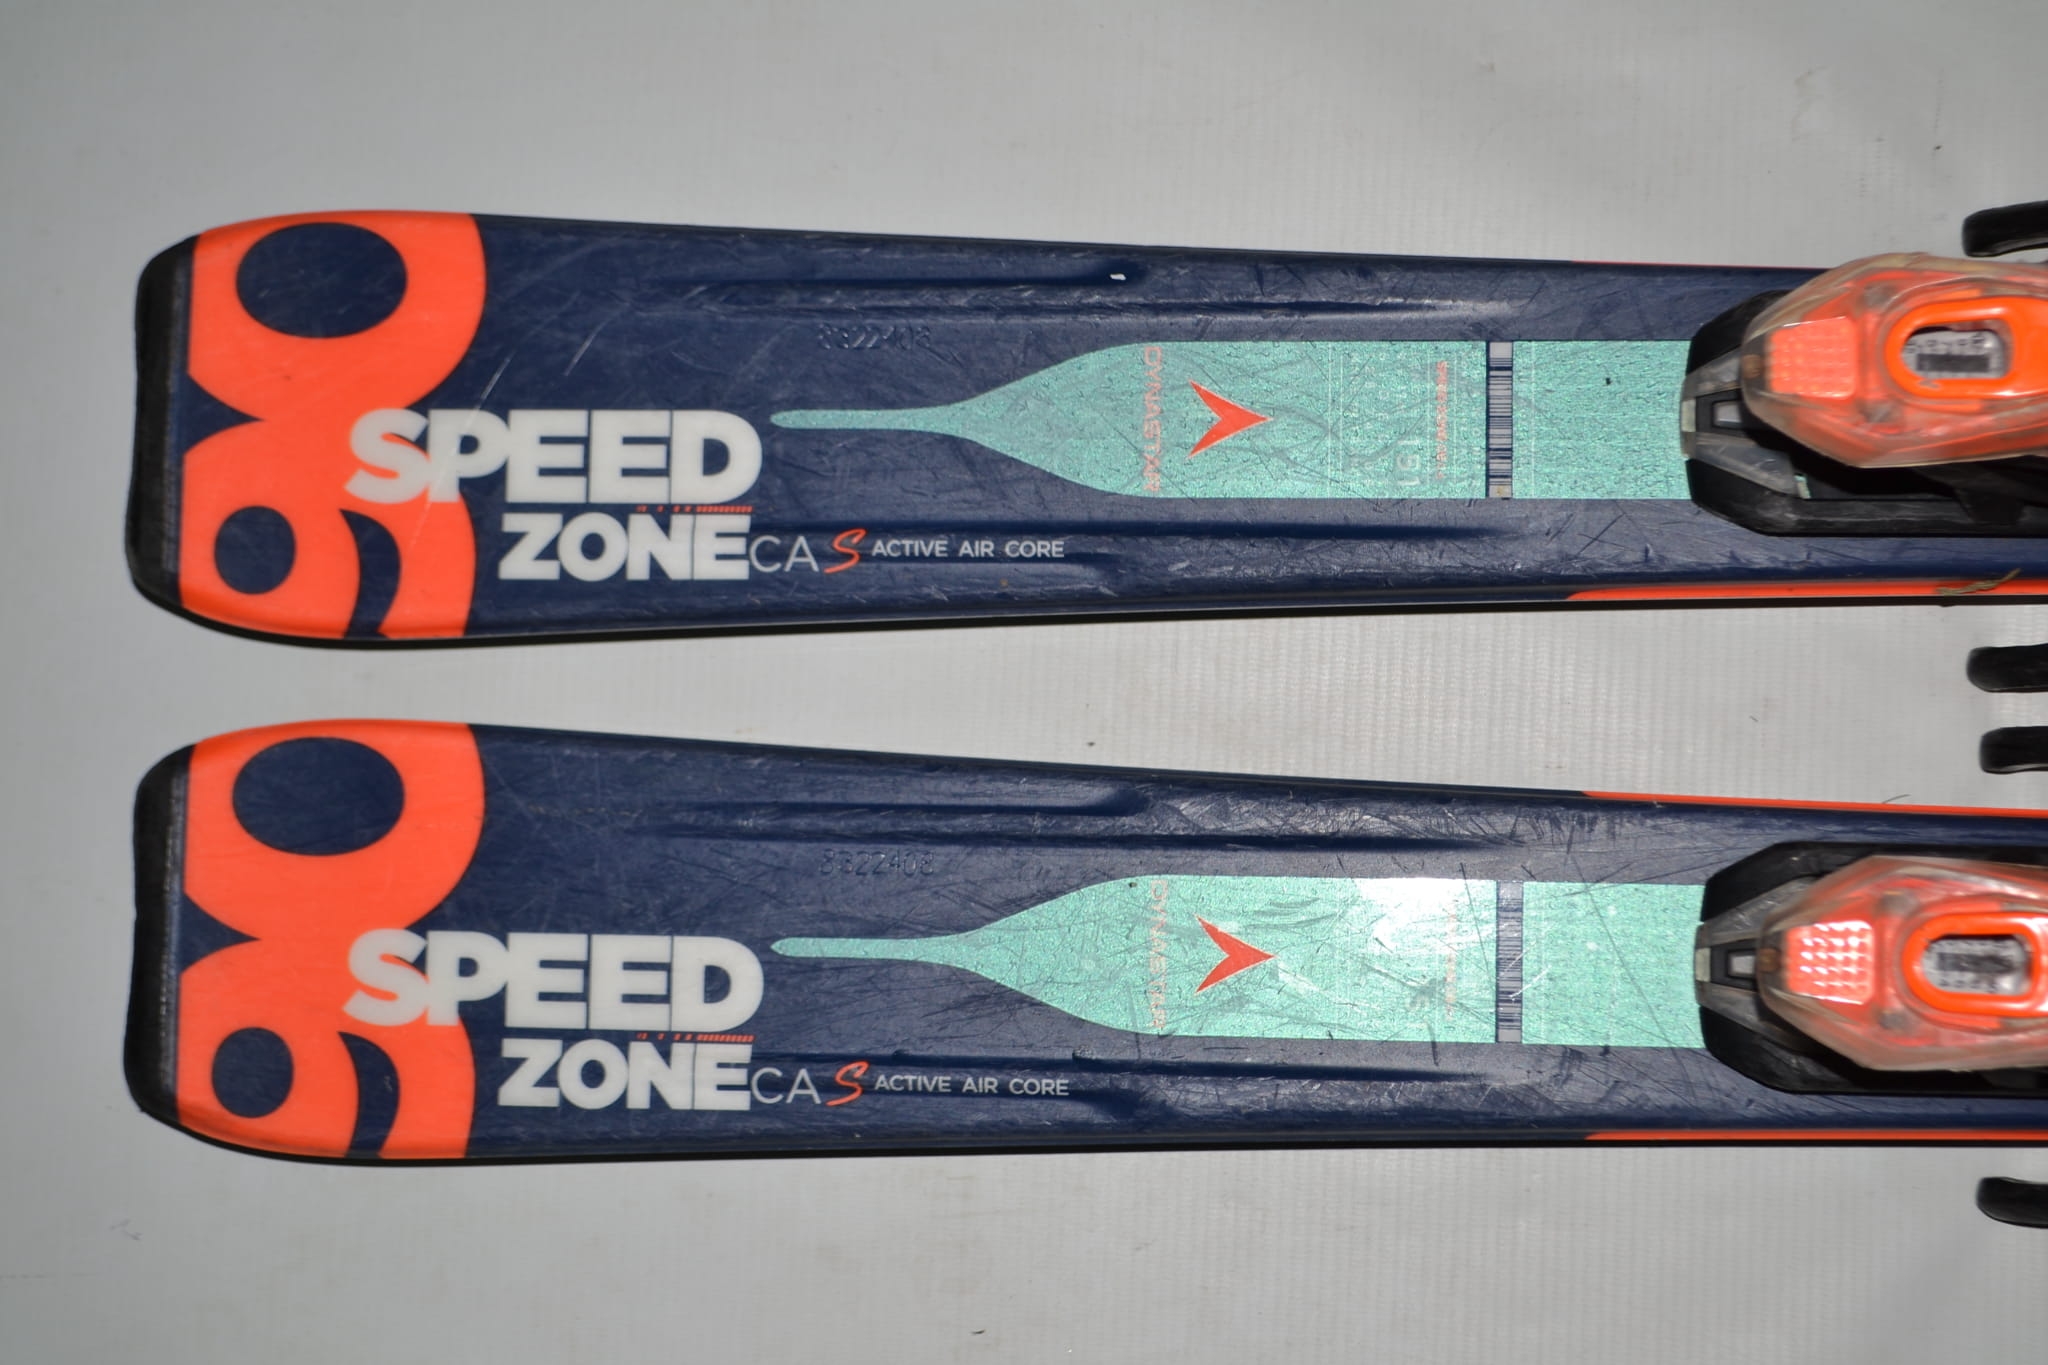 8322408
SPEED
ZONE CA S ACTIVE AIR CORE
DYNASTAR
8322408
SPEED
ZONE CA S ACTIVE AIR CORE
DYNASTAR